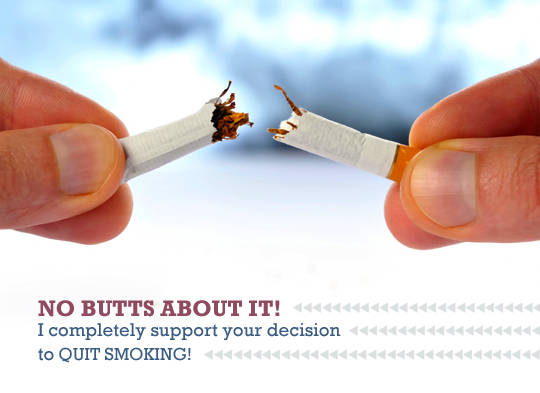 NO BUTTS ABOUT IT!
I completely support your decision
to QUIT SMOKING!